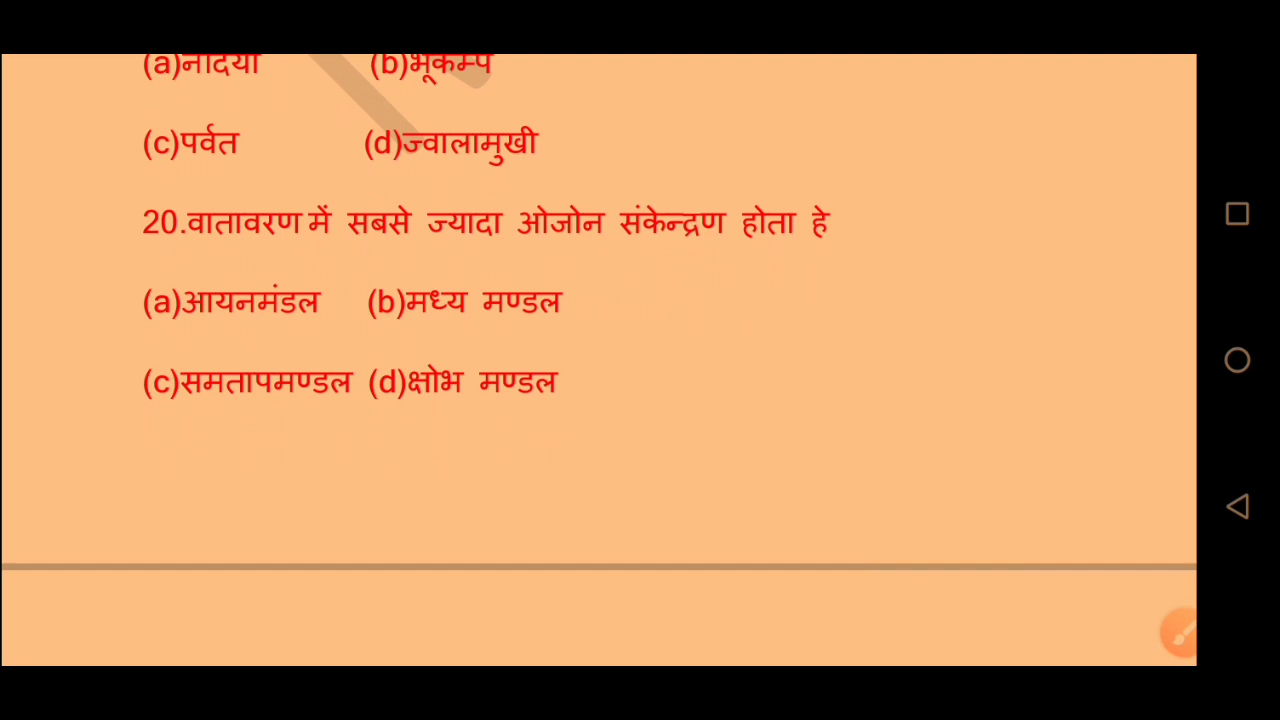 (a)नदियाँ (b)भूकम्प
(c)पर्वत (d)ज्वालामुखी
20.वातावरण में सबसे ज्यादा ओजोन संकेन्द्रण होता हे
(a)आयनमंडल (b)मध्य मण्डल
(c)समतापमण्डल (d)क्षोभ मण्डल